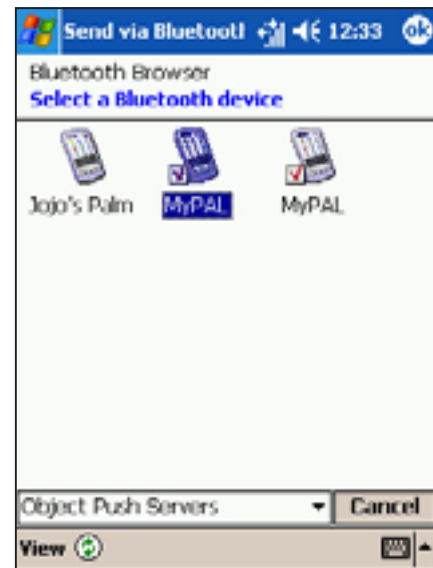 Send via Bluetootl 12:33 ok
Bluetooth Browser
Select a Bluetooth device
Jojo's Palm MyPAL MyPAL
Object Push Servers Cancel
View